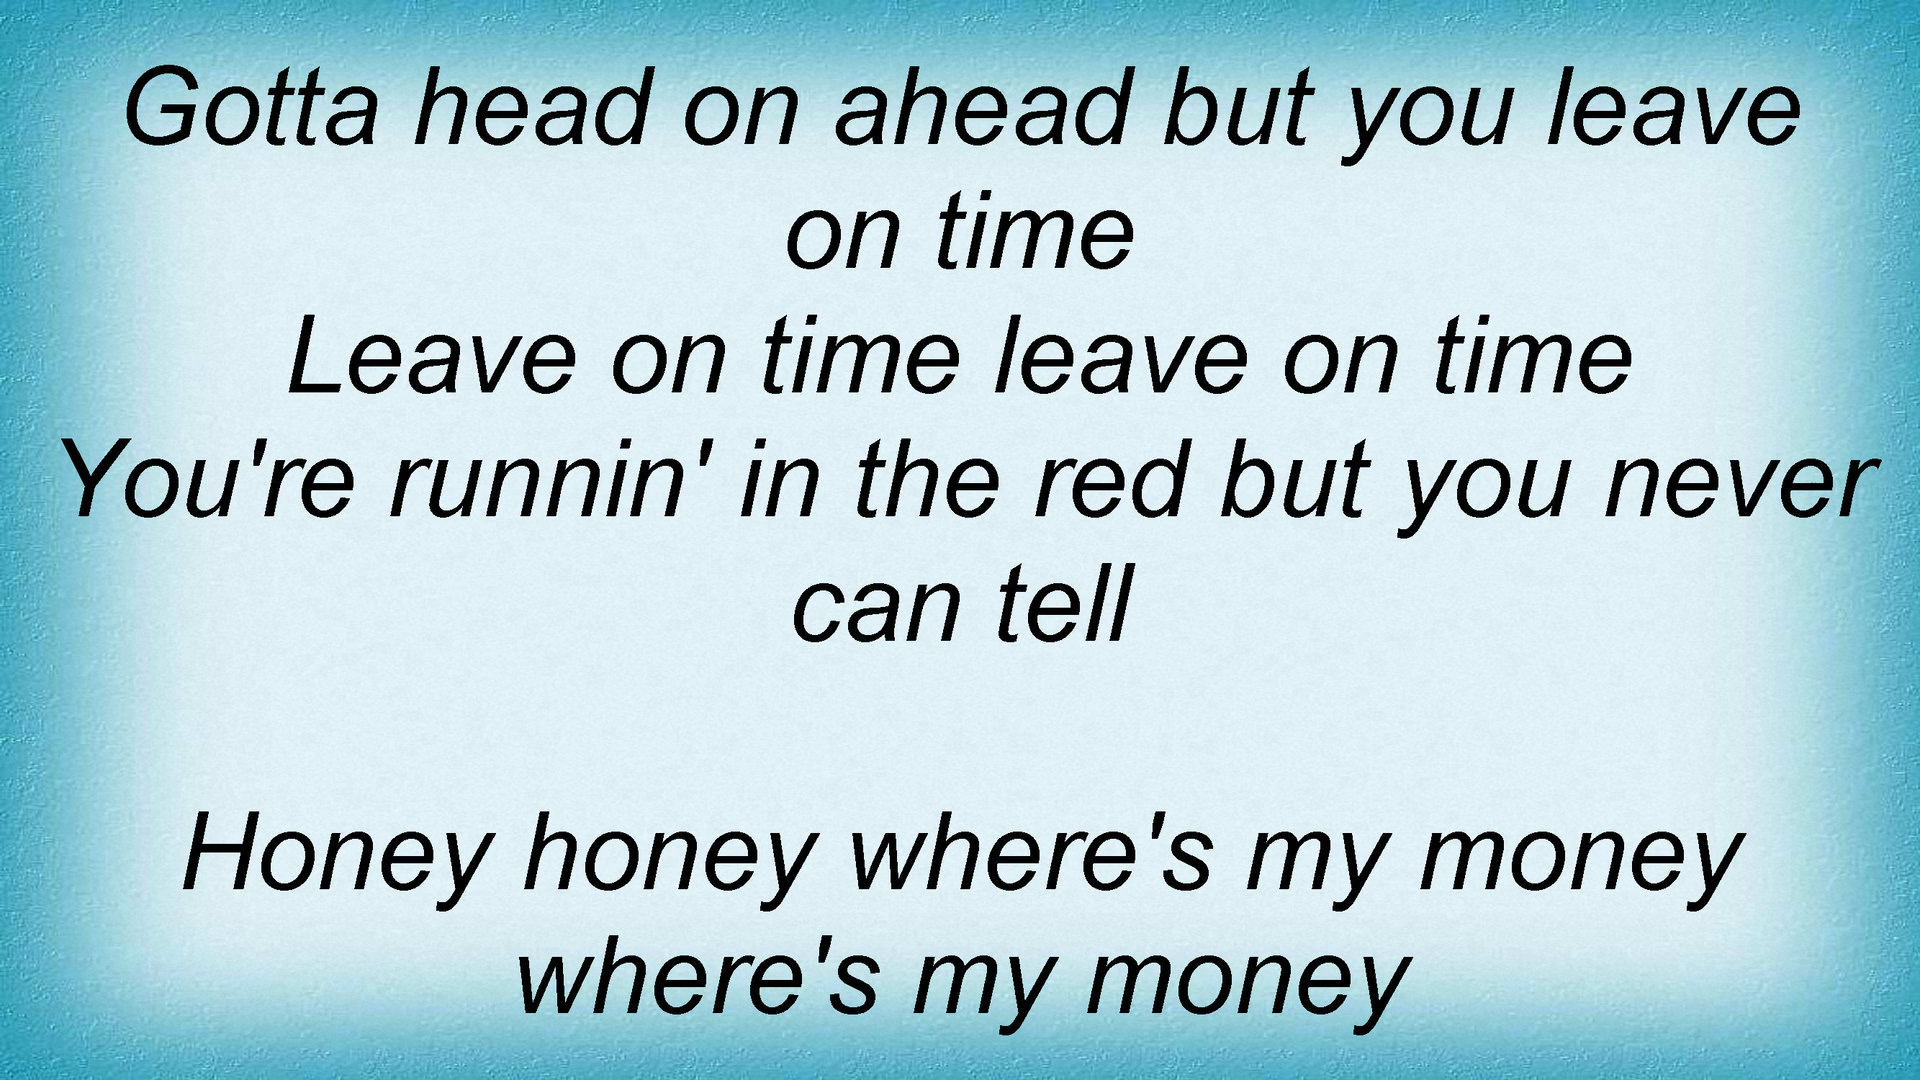 Gotta head on ahead but you leave
on time
Leave on time leave on time
You're runnin' in the red but you never
can tell
Honey honey where's my money
where's my money